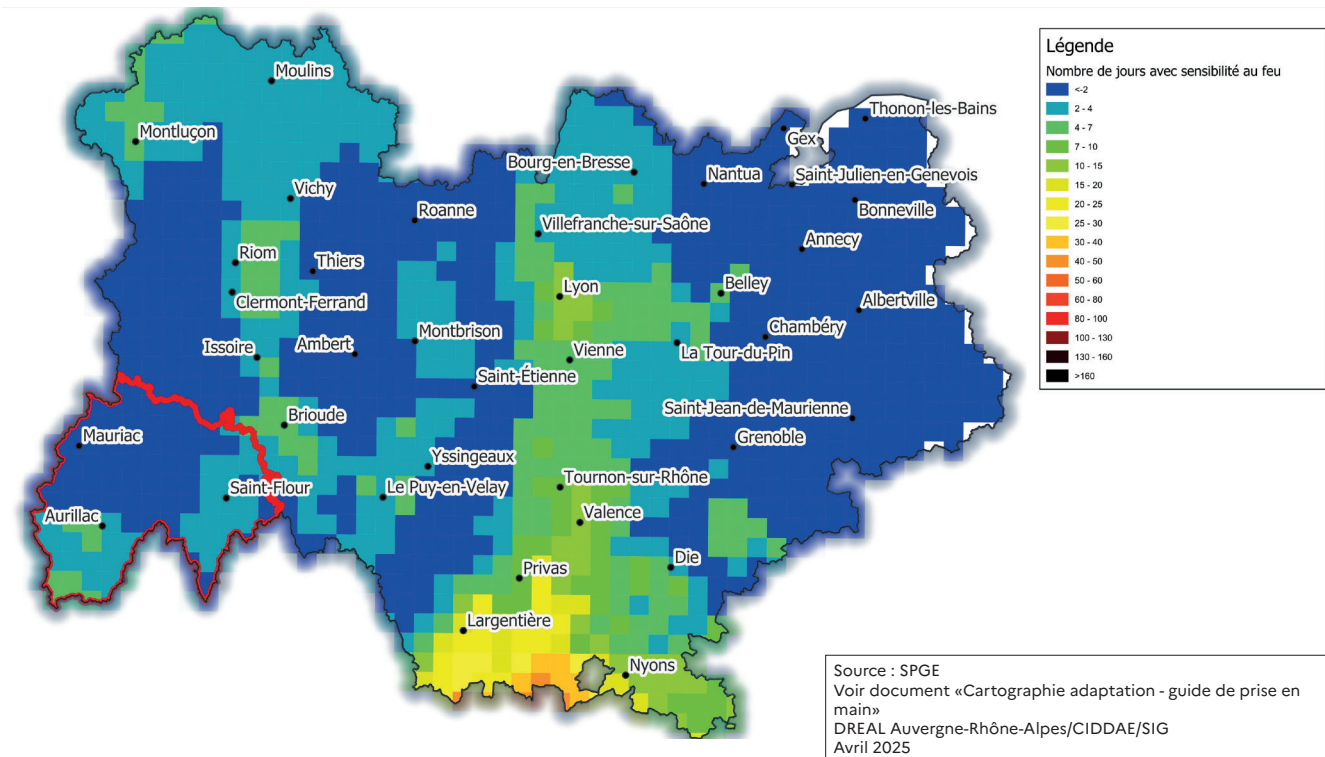 Moulins
Montluçon
Vichy
Riom
Thiers
Clermont-Ferrand
Issoire
Ambert
Brioude
Mauriac
Saint-Flour
Aurillac
Roanne
Montbrison
Saint-Étienne
Yssingeaux
Le Puy-en-Velay
Bourg-en-Bresse
Villefranche-sur-Saône
Lyon
Vienne
Tournon-sur-Rhône
Valence
Privas
Largentière
Die
Nyons
Nantua
Gex
Thonon-les-Bains
Saint-Julien-en-Genevois
Bonneville
Annecy
Belley
Albertville
Chambéry
La Tour-du-Pin
Saint-Jean-de-Maurienne
Grenoble
Légende
Nombre de jours avec sensibilité au feu
<-2
2 - 4
4 - 7
7 - 10
10 - 15
15 - 20
20 - 25
25 - 30
30 - 40
40 - 50
50 - 60
60 - 80
80 - 100
100 - 130
130 - 160
>160
Source : SPGE
Voir document «Cartographie adaptation - guide de prise en
main»
DREAL Auvergne-Rhône-Alpes/CIDDAE/SIG
Avril 2025